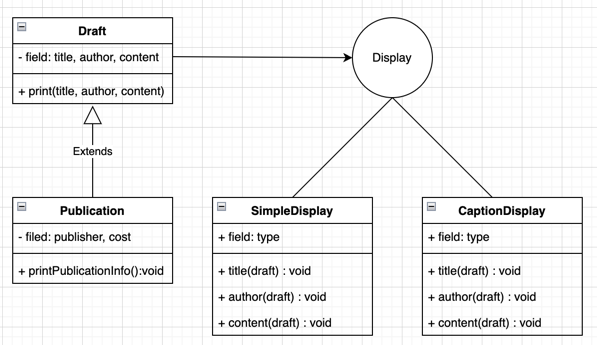 Draft
- field: title, author, content
+ print(title, author, content)
Display
Extends
Publication
- filed: publisher, cost
+ printPublicationInfo():void
SimpleDisplay
+ field: type
+ title(draft) : void
+ author(draft) : void
+ content(draft) : void
CaptionDisplay
+ field: type
+ title(draft) : void
+ author(draft) : void
+ content(draft) : void